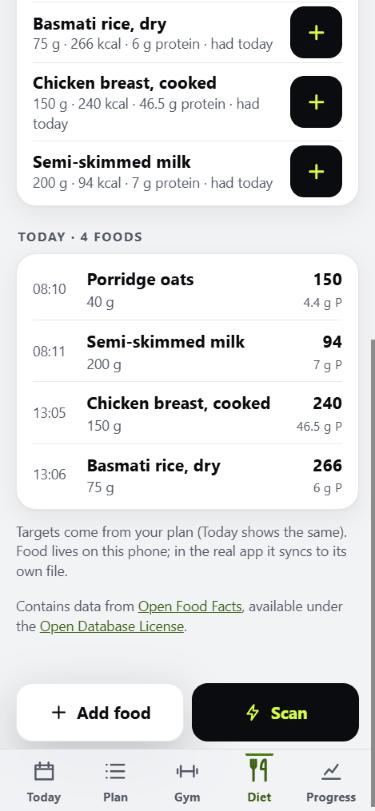 Basmati rice, dry
75 g · 266 kcal · 6 g protein · had today
Chicken breast, cooked
150 g · 240 kcal · 46.5 g protein · had
today
Semi-skimmed milk
200 g · 94 kcal · 7 g protein · had today
TODAY · 4 FOODS
08:10 Porridge oats 150
40 g 4.4 g P
08:11 Semi-skimmed milk 94
200 g 7 g P
13:05 Chicken breast, cooked 240
150 g 46.5 g P
13:06 Basmati rice, dry 266
75 g 6 g P
Targets come from your plan (Today shows the same).
Food lives on this phone; in the real app it syncs to its
own file.
Contains data from Open Food Facts, available under
the Open Database License.
+ Add food Scan
Today Plan Gym Diet Progress